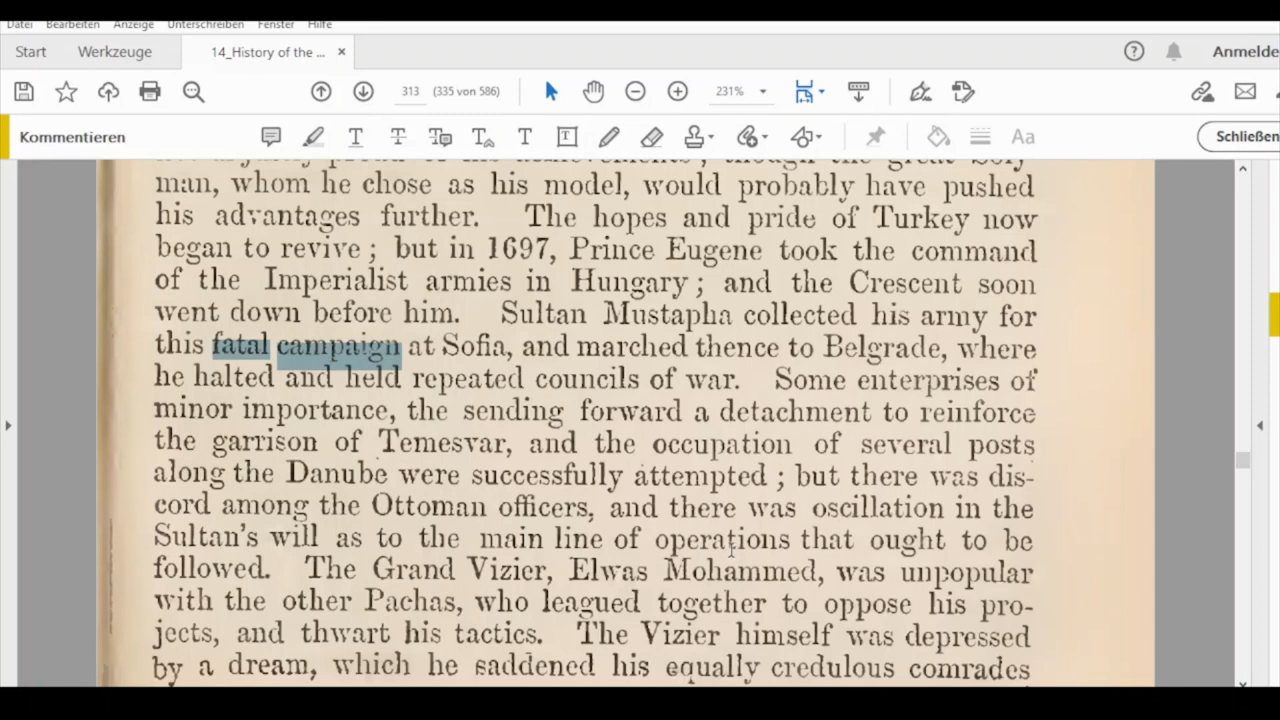 Datei Bearbeiten Anzeige Unterschreiben Fenster Hilfe
Start Werkzeuge 14_History of the ... × Anmelde
313 (335 von 586) 231%
Kommentieren T T T T T Aa Schließen
man, whom he chose as his model, would probably have pushed
his advantages further. The hopes and pride of Turkey now
began to revive ; but in 1697, Prince Eugene took the command
of the Imperialist armies in Hungary ; and the Crescent soon
went down before him. Sultan Mustapha collected his army for
this fatal campaign at Sofia, and marched thence to Belgrade, where
he halted and held repeated councils of war. Some enterprises of
minor importance, the sending forward a detachment to reinforce
the garrison of Temesvar, and the occupation of several posts
along the Danube were successfully attempted ; but there was dis-
cord among the Ottoman officers, and there was oscillation in the
Sultan's will as to the main line of operations that ought to be
followed. The Grand Vizier, Elwas Mohammed, was unpopular
with the other Pachas, who leagued together to oppose his pro-
jects, and thwart his tactics. The Vizier himself was depressed
by a dream, which he saddened his equally credulous comrades